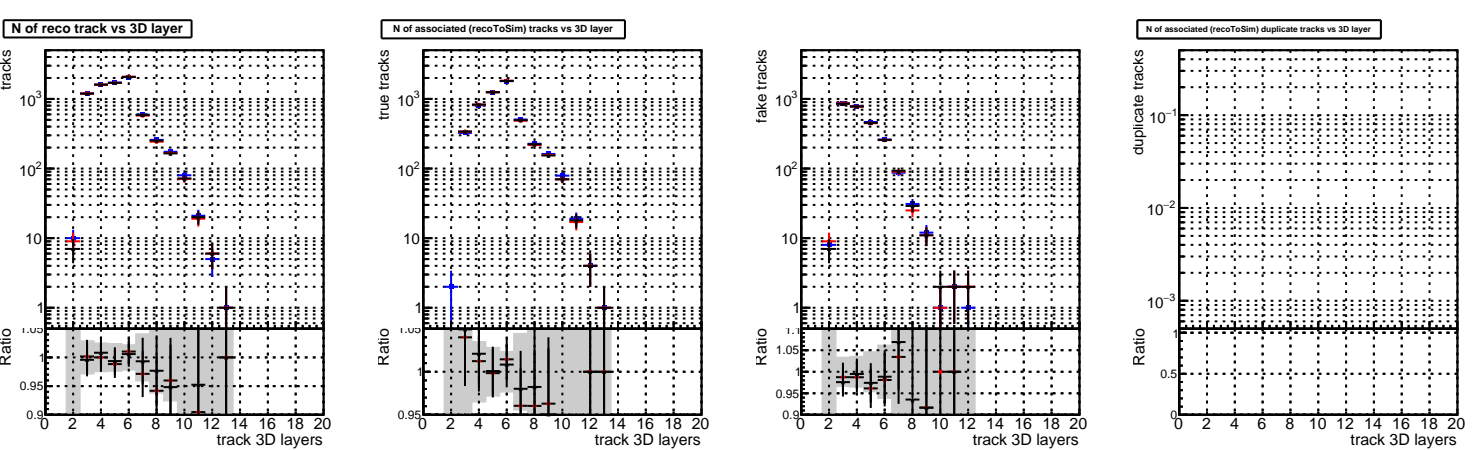 N of reco track vs 3D layer
tracks
10³
10²
10
1
Ratio
1.05
1
0.95
0.9
0 2 4 6 8 10 12 14 16 18 20
track 3D layers
N of associated (recoToSim) tracks vs 3D layer
true tracks
10³
10²
10
1
Ratio
1.05
1
0.95
0 2 4 6 8 10 12 14 16 18 20
track 3D layers
fake tracks
10³
10²
10
1
Ratio
1.1
1.05
1
0.95
0.9
0 2 4 6 8 10 12 14 16 18 20
track 3D layers
N of associated (recoToSim) duplicate tracks vs 3D layer
duplicate tracks
10⁻¹
10⁻²
10⁻³
Ratio
1
0.5
0
0 2 4 6 8 10 12 14 16 18 20
track 3D layers